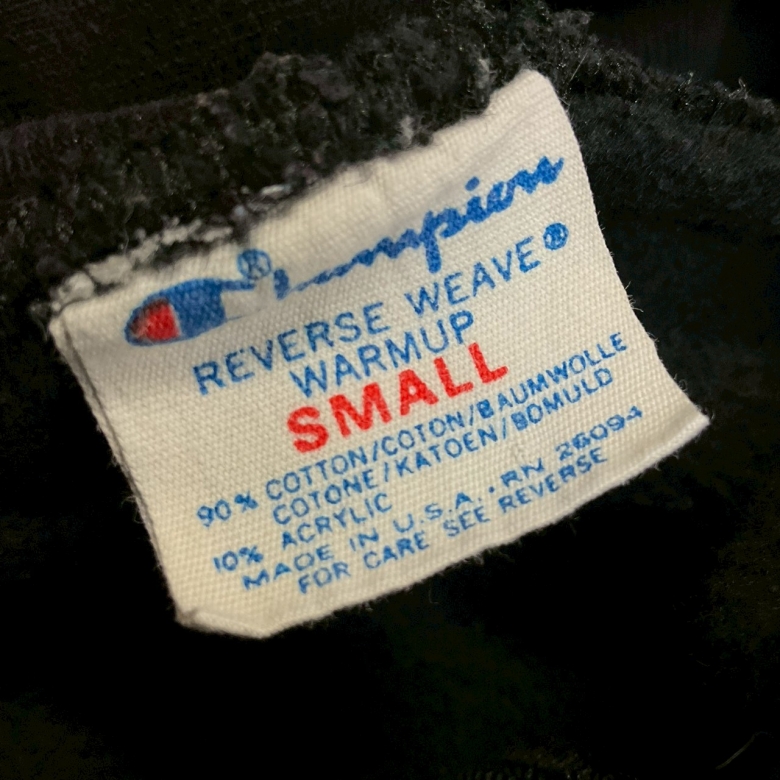 Champion
®
REVERSE WEAVE®
WARMUP
SMALL
90% COTTON/COTON/BAUMWOLLE
COTONE/KATOEN/BOMULD
10% ACRYLIC
MADE IN U.S.A. · RN 26094
FOR CARE SEE REVERSE